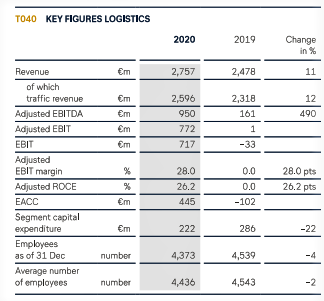 T040 KEY FIGURES LOGISTICS
2020 2019 Change
in %
Revenue €m 2,757 2,478 11
of which
traffic revenue €m 2,596 2,318 12
Adjusted EBITDA €m 950 161 490
Adjusted EBIT €m 772 1
EBIT €m 717 –33
Adjusted
EBIT margin % 28.0 0.0 28.0 pts
Adjusted ROCE % 26.2 0.0 26.2 pts
EACC €m 445 –102
Segment capital
expenditure €m 222 286 –22
Employees
as of 31 Dec number 4,373 4,539 –4
Average number
of employees number 4,436 4,543 –2